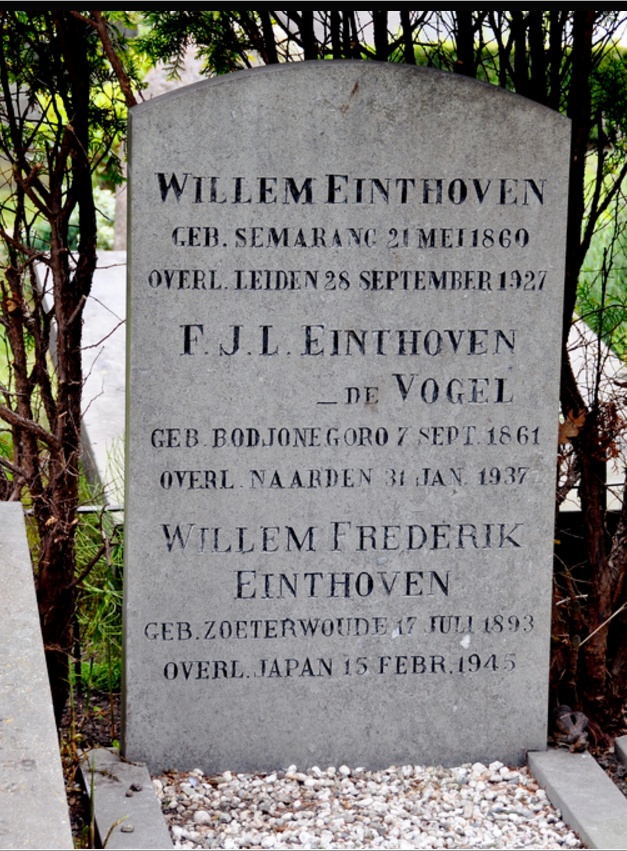 WILLEM EINTHOVEN
GEB. SEMARANG 21 MEI 1860
OVERL. LEIDEN 28 SEPTEMBER 1927
F. J. L. EINTHOVEN
_ DE VOGEL
GEB. BODJONEGORO 7 SEPT. 1861
OVERL. NAARDEN 31 JAN. 1937
WILLEM FREDERIK
EINTHOVEN
GEB. ZOETERWOUDE 17 JULI 1893
OVERL. JAPAN 15 FEBR. 1945